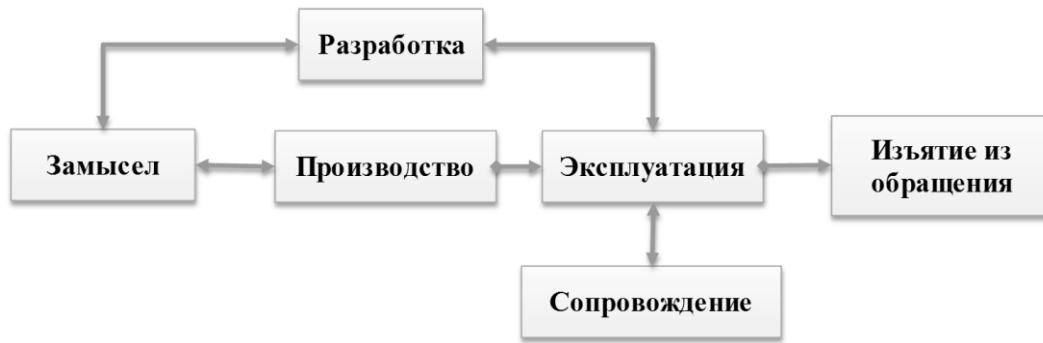 Разработка
Замысел
Производство
Эксплуатация
Изъятие из
обращения
Сопровождение